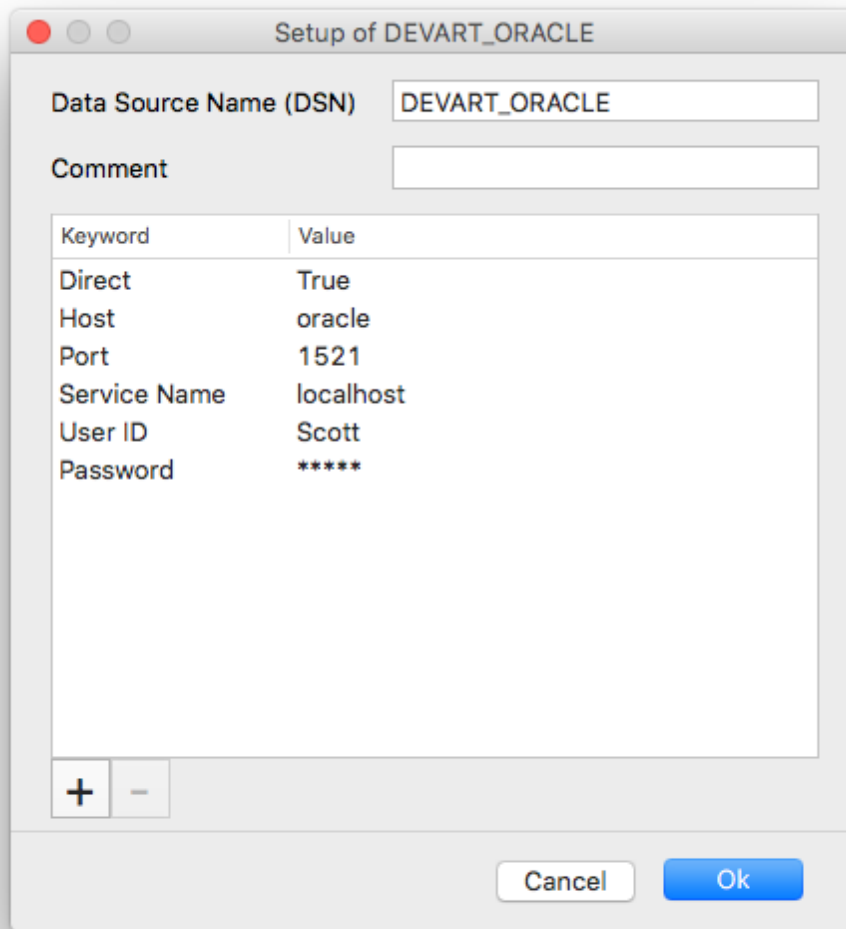 Setup of DEVART_ORACLE
Data Source Name (DSN) DEVART_ORACLE
Comment
Keyword Value
Direct True
Host oracle
Port 1521
Service Name localhost
User ID Scott
Password *****
+ -
Cancel Ok